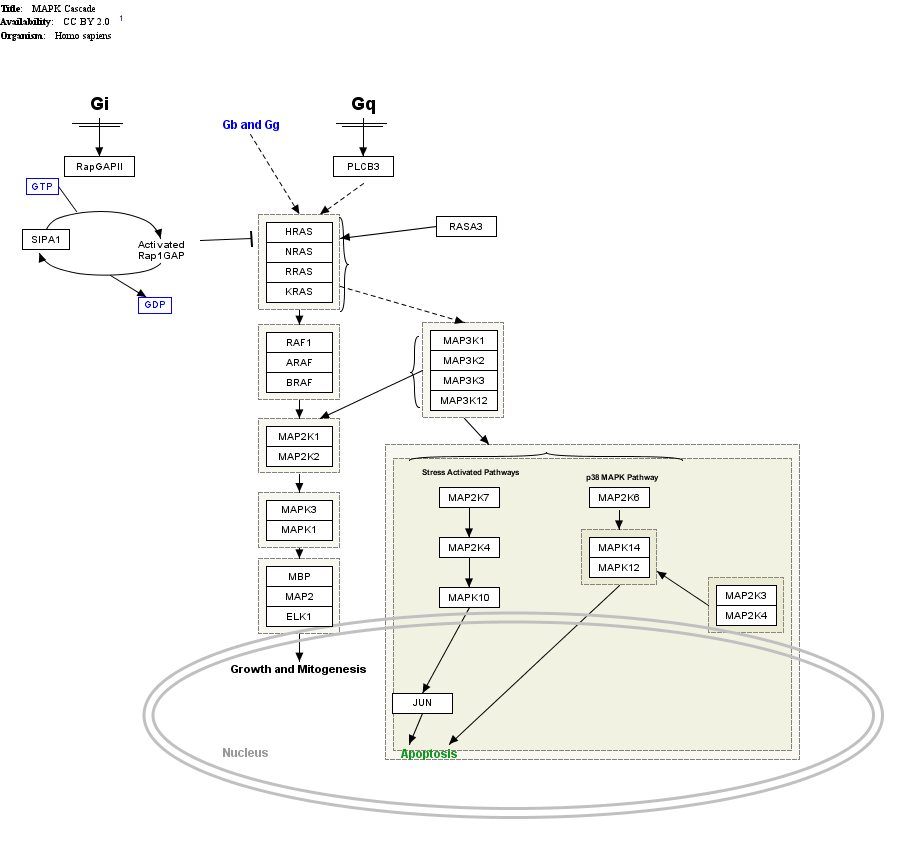 Title: MAPK Cascade
Availability: CC BY 2.0 1
Organism: Homo sapiens
Gi
Gb and Gg
Gq
RapGAPII
PLCB3
GTP
SIPA1
Activated
Rap1GAP
GDP
HRAS
NRAS
RRAS
KRAS
RASA3
RAF1
ARAF
BRAF
MAP3K1
MAP3K2
MAP3K3
MAP3K12
MAP2K1
MAP2K2
MAPK3
MAPK1
MBP
MAP2
ELK1
Growth and Mitogenesis
Stress Activated Pathways
p38 MAPK Pathway
MAP2K7
MAP2K6
MAP2K4
MAPK14
MAPK12
MAPK10
MAP2K3
MAP2K4
JUN
Apoptosis
Nucleus